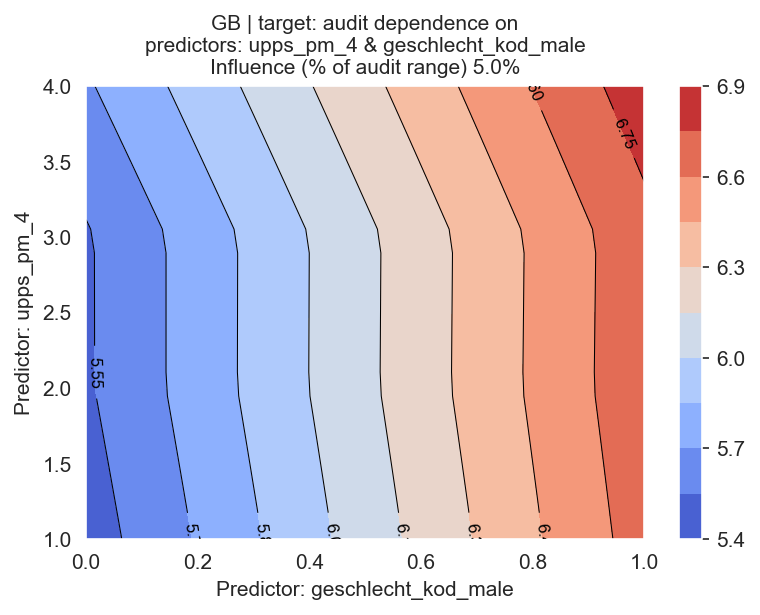 GB | target: audit dependence on
predictors: upps_pm_4 & geschlecht_kod_male
Influence (% of audit range) 5.0%
4.0
3.5
3.0
2.5
2.0
1.5
1.0
Predictor: upps_pm_4
5.55
6.75
0.0 0.2 0.4 0.6 0.8 1.0
Predictor: geschlecht_kod_male
6.9
6.6
6.3
6.0
5.7
5.4